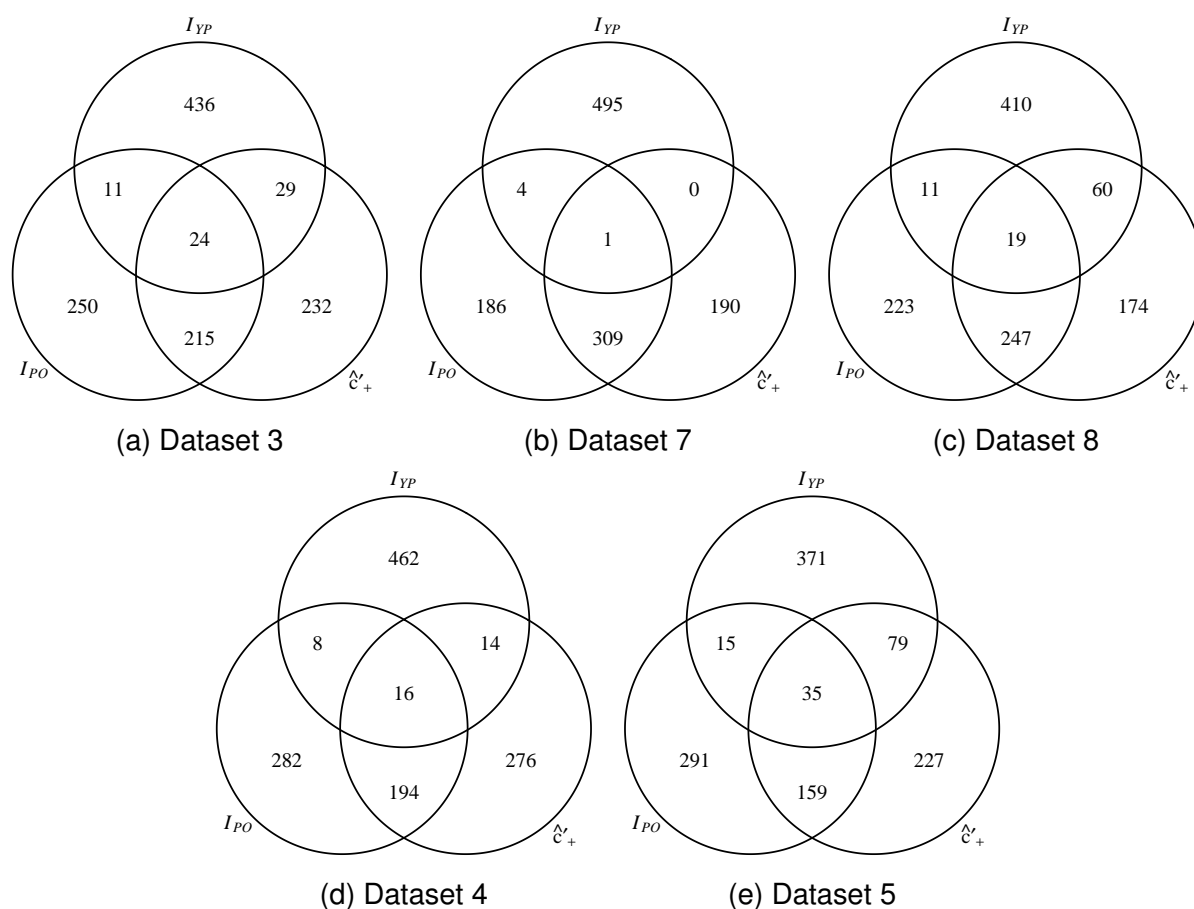 I_YP I_YP I_YP
436 495 410
11 29 4 0 11 60
24 1 19
250 232 186 190 223 174
215 309 247
I_PO ĉ′₊ I_PO ĉ′₊ I_PO ĉ′₊
(a) Dataset 3 (b) Dataset 7 (c) Dataset 8
I_YP I_YP
462 371
8 14 15 79
16 35
282 276 291 227
194 159
I_PO ĉ′₊ I_PO ĉ′₊
(d) Dataset 4 (e) Dataset 5